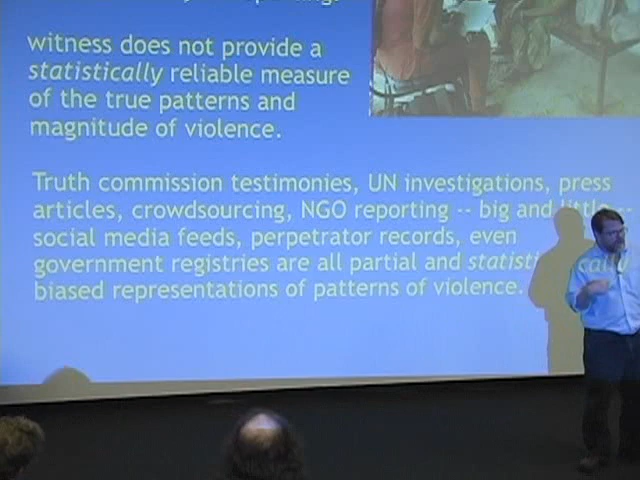 witness does not provide a
statistically reliable measure
of the true patterns and
magnitude of violence.
Truth commission testimonies, UN investigations, press
articles, crowdsourcing, NGO reporting -- big and little --
social media feeds, perpetrator records, even
government registries are all partial and statistically
biased representations of patterns of violence.